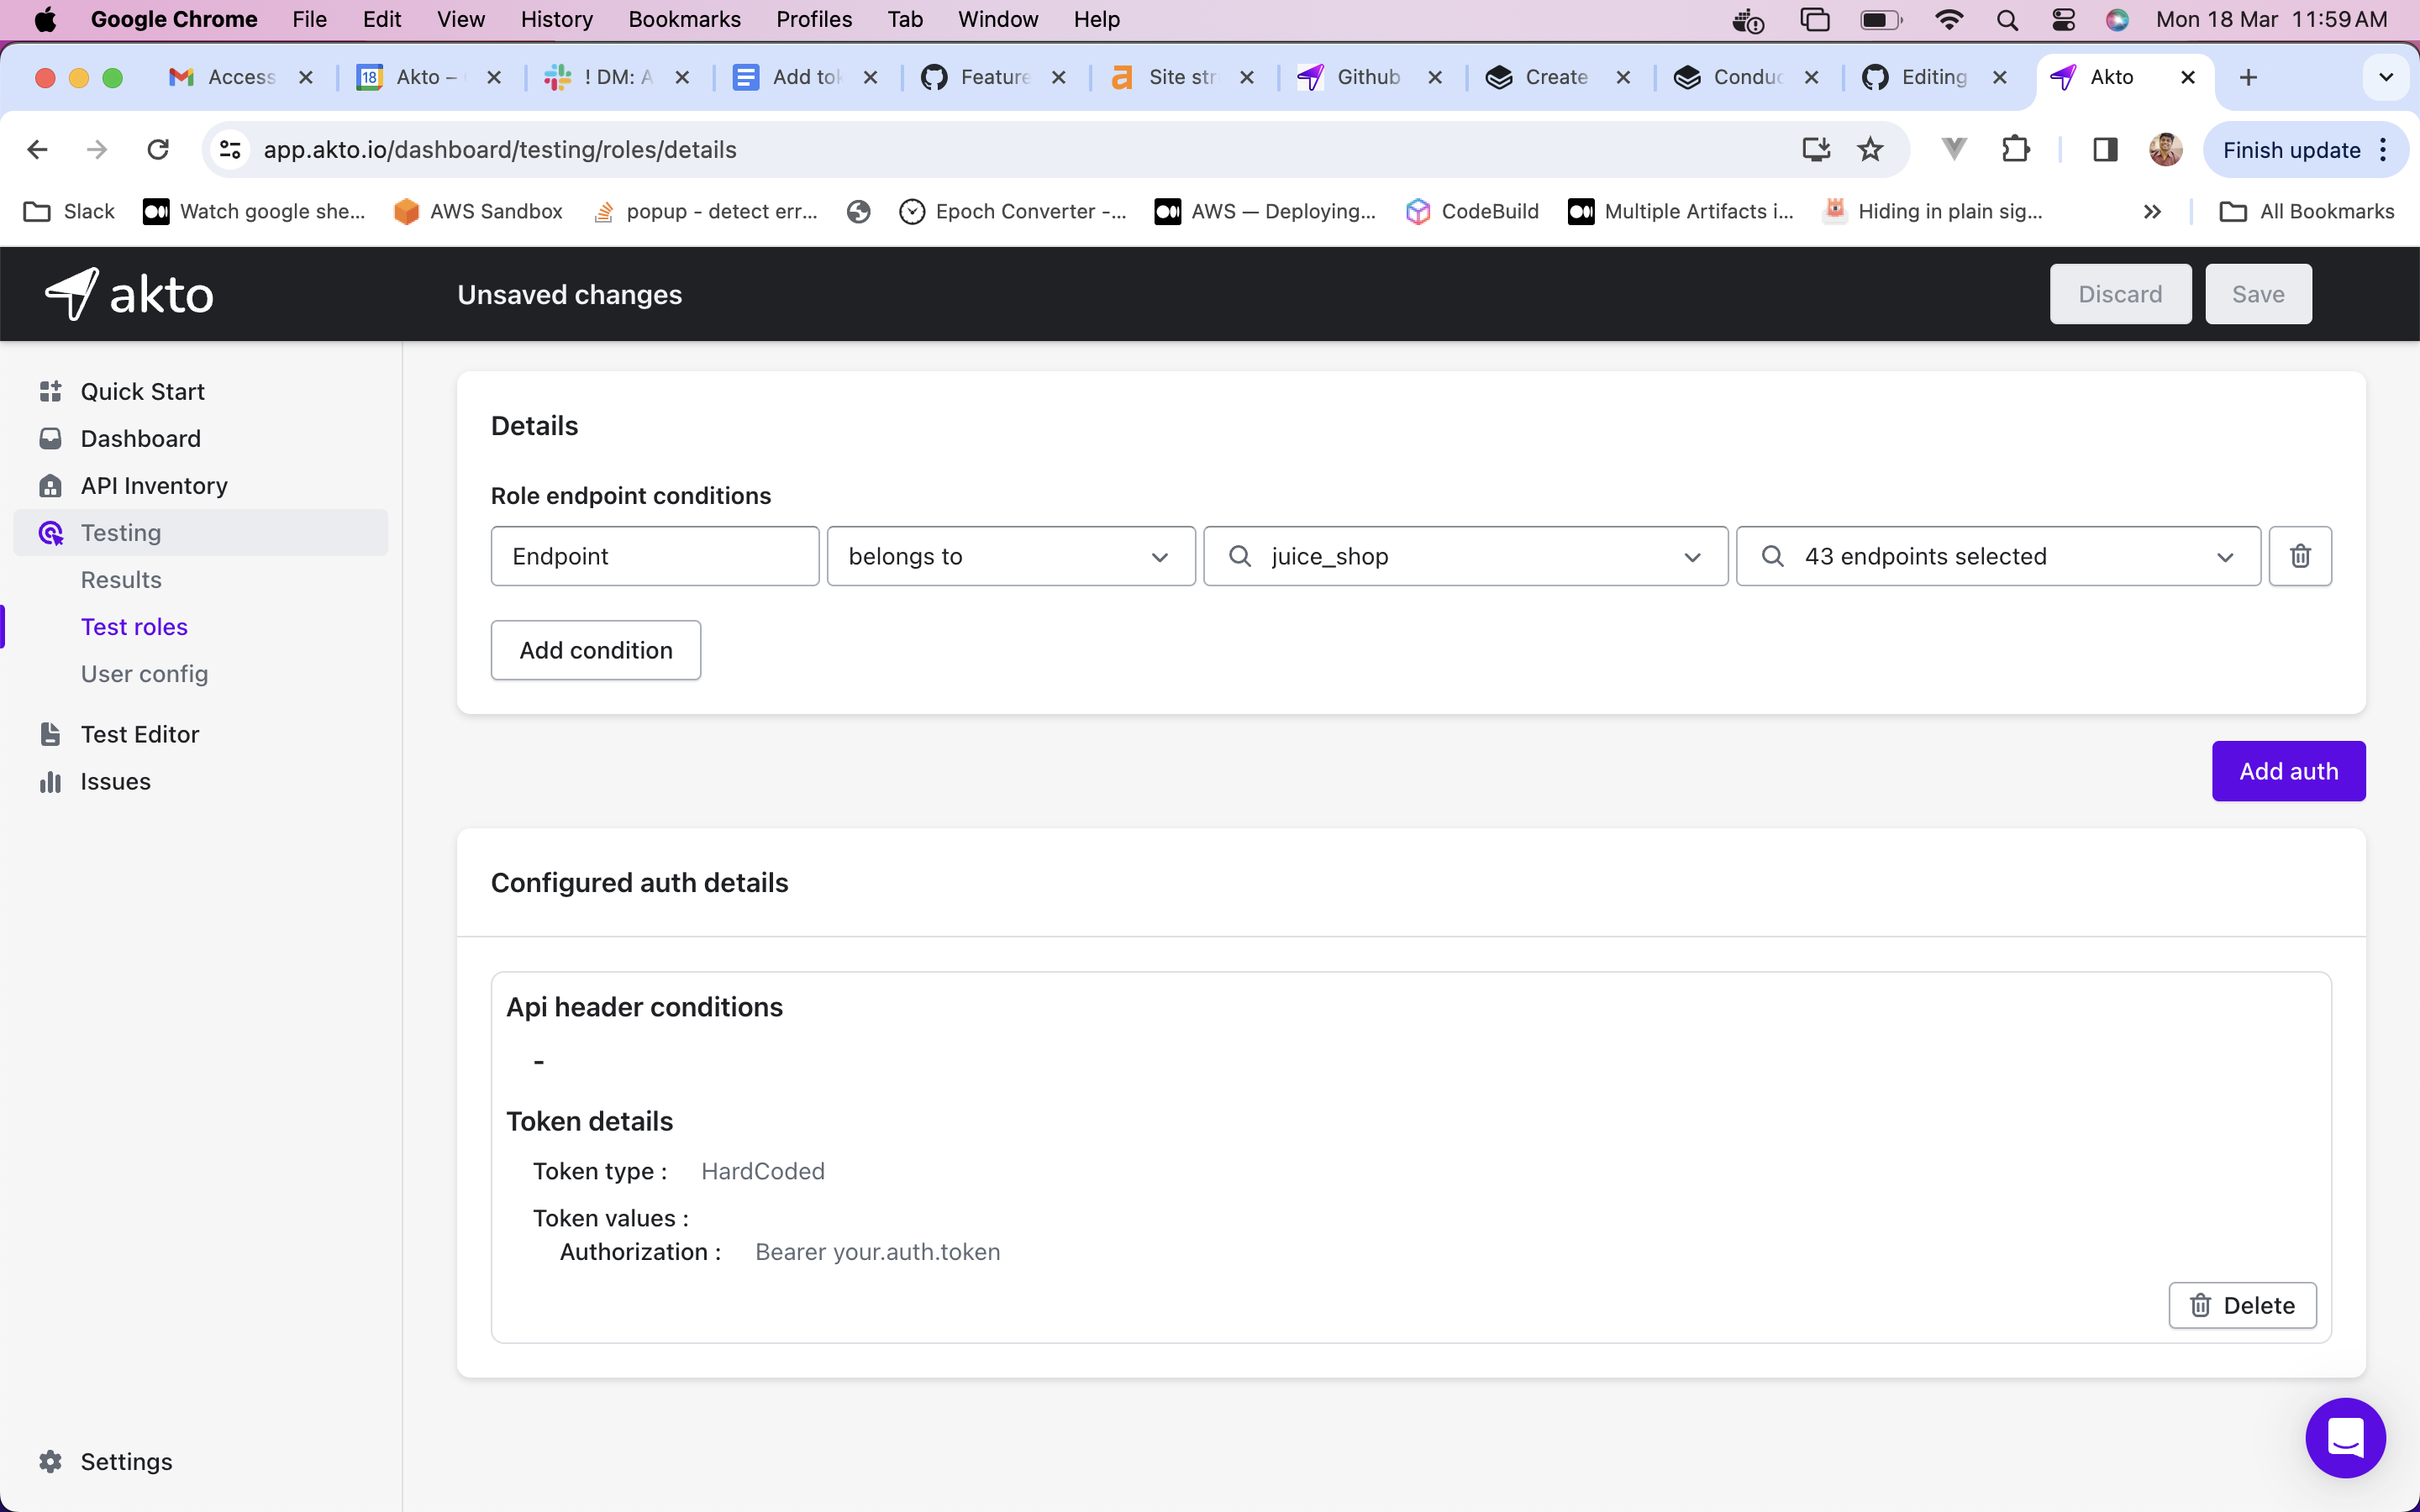 Google Chrome File Edit View History Bookmarks Profiles Tab Window Help Mon 18 Mar 11:59 AM
Access 18 Akto – ! DM: A Add to Feature Site str Github Create Condu Editing Akto
app.akto.io/dashboard/testing/roles/details Finish update
Slack Watch google she... AWS Sandbox popup - detect err... Epoch Converter -... AWS — Deploying... CodeBuild Multiple Artifacts i... Hiding in plain sig... All Bookmarks
akto Unsaved changes Discard Save
Quick Start
Dashboard
API Inventory
Testing
Results
Test roles
User config
Test Editor
Issues
Settings
Details
Role endpoint conditions
Endpoint belongs to juice_shop 43 endpoints selected
Add condition
Add auth
Configured auth details
Api header conditions
-
Token details
Token type : HardCoded
Token values :
Authorization : Bearer your.auth.token
Delete